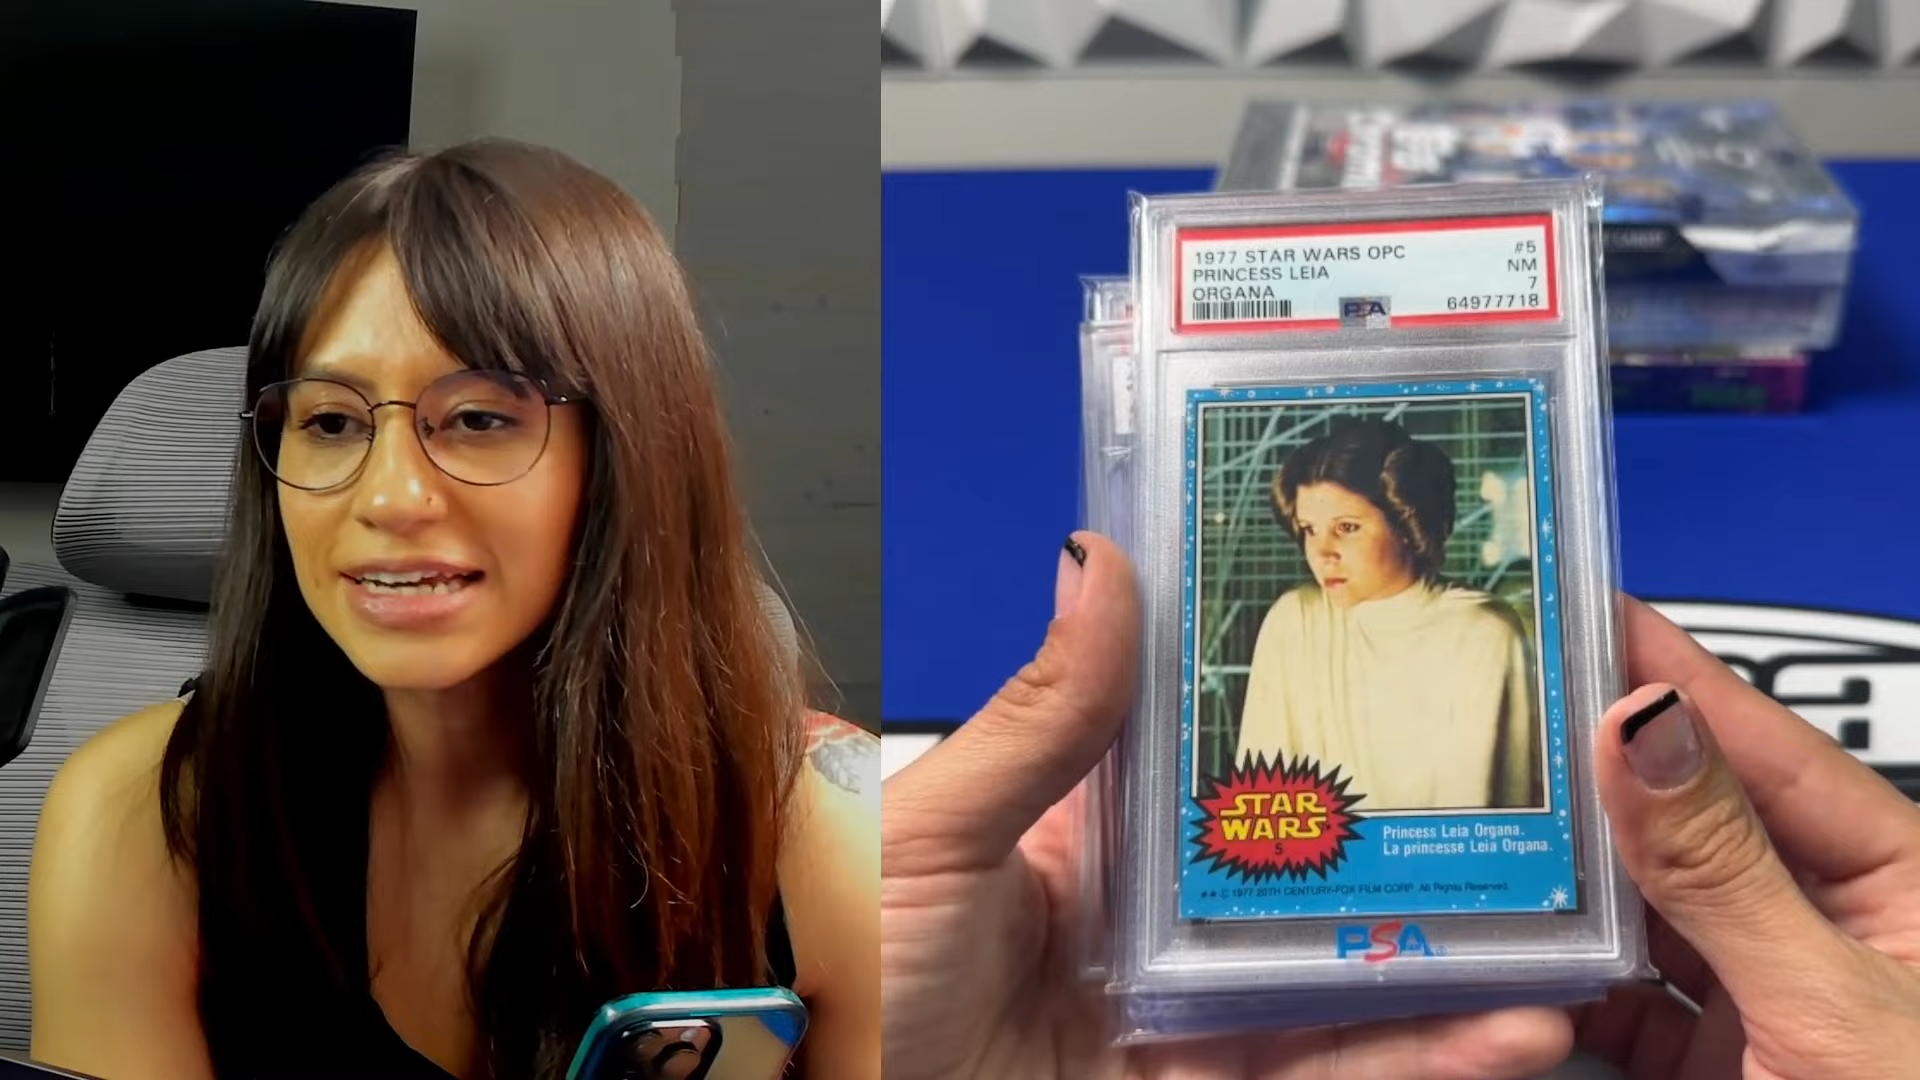 1977 STAR WARS OPC #5
PRINCESS LEIA NM
ORGANA 7
PSA 64977718
STAR
WARS
5
Princess Leia Organa.
La princesse Leia Organa.
★★ © 1977 20TH CENTURY-FOX FILM CORP. All Rights Reserved.
PSA